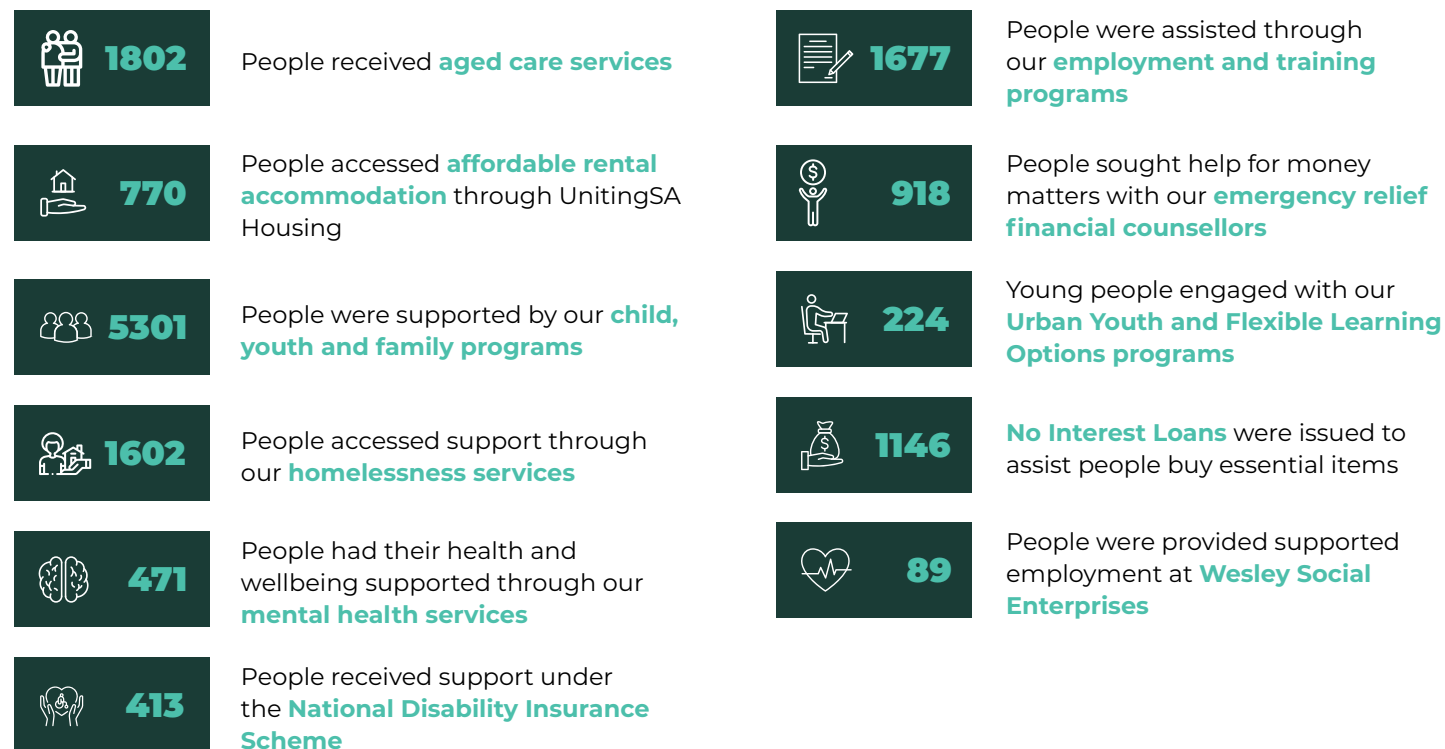 1802
People received aged care services
770
People accessed affordable rental
accommodation through UnitingSA
Housing
5301
People were supported by our child,
youth and family programs
1602
People accessed support through
our homelessness services
471
People had their health and
wellbeing supported through our
mental health services
413
People received support under
the National Disability Insurance
Scheme
1677
People were assisted through
our employment and training
programs
918
People sought help for money
matters with our emergency relief
financial counsellors
224
Young people engaged with our
Urban Youth and Flexible Learning
Options programs
1146
No Interest Loans were issued to
assist people buy essential items
89
People were provided supported
employment at Wesley Social
Enterprises